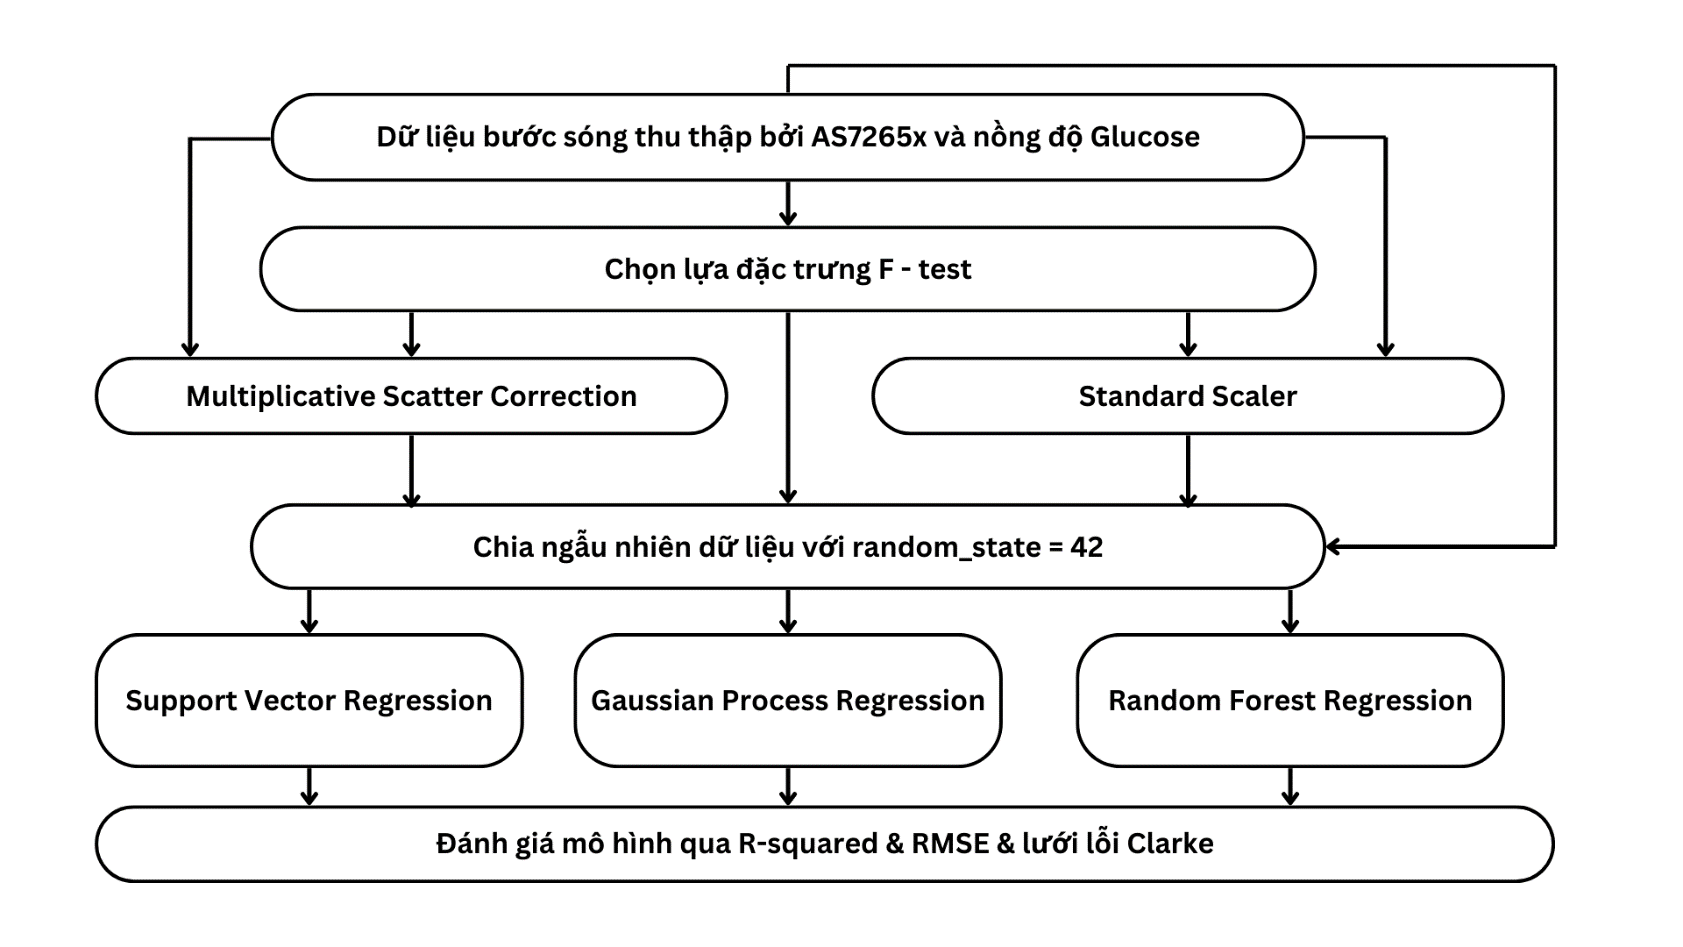 Dữ liệu bước sóng thu thập bởi AS7265x và nồng độ Glucose
Chọn lựa đặc trưng F - test
Multiplicative Scatter Correction
Standard Scaler
Chia ngẫu nhiên dữ liệu với random_state = 42
Support Vector Regression
Gaussian Process Regression
Random Forest Regression
Đánh giá mô hình qua R-squared & RMSE & lưới lỗi Clarke